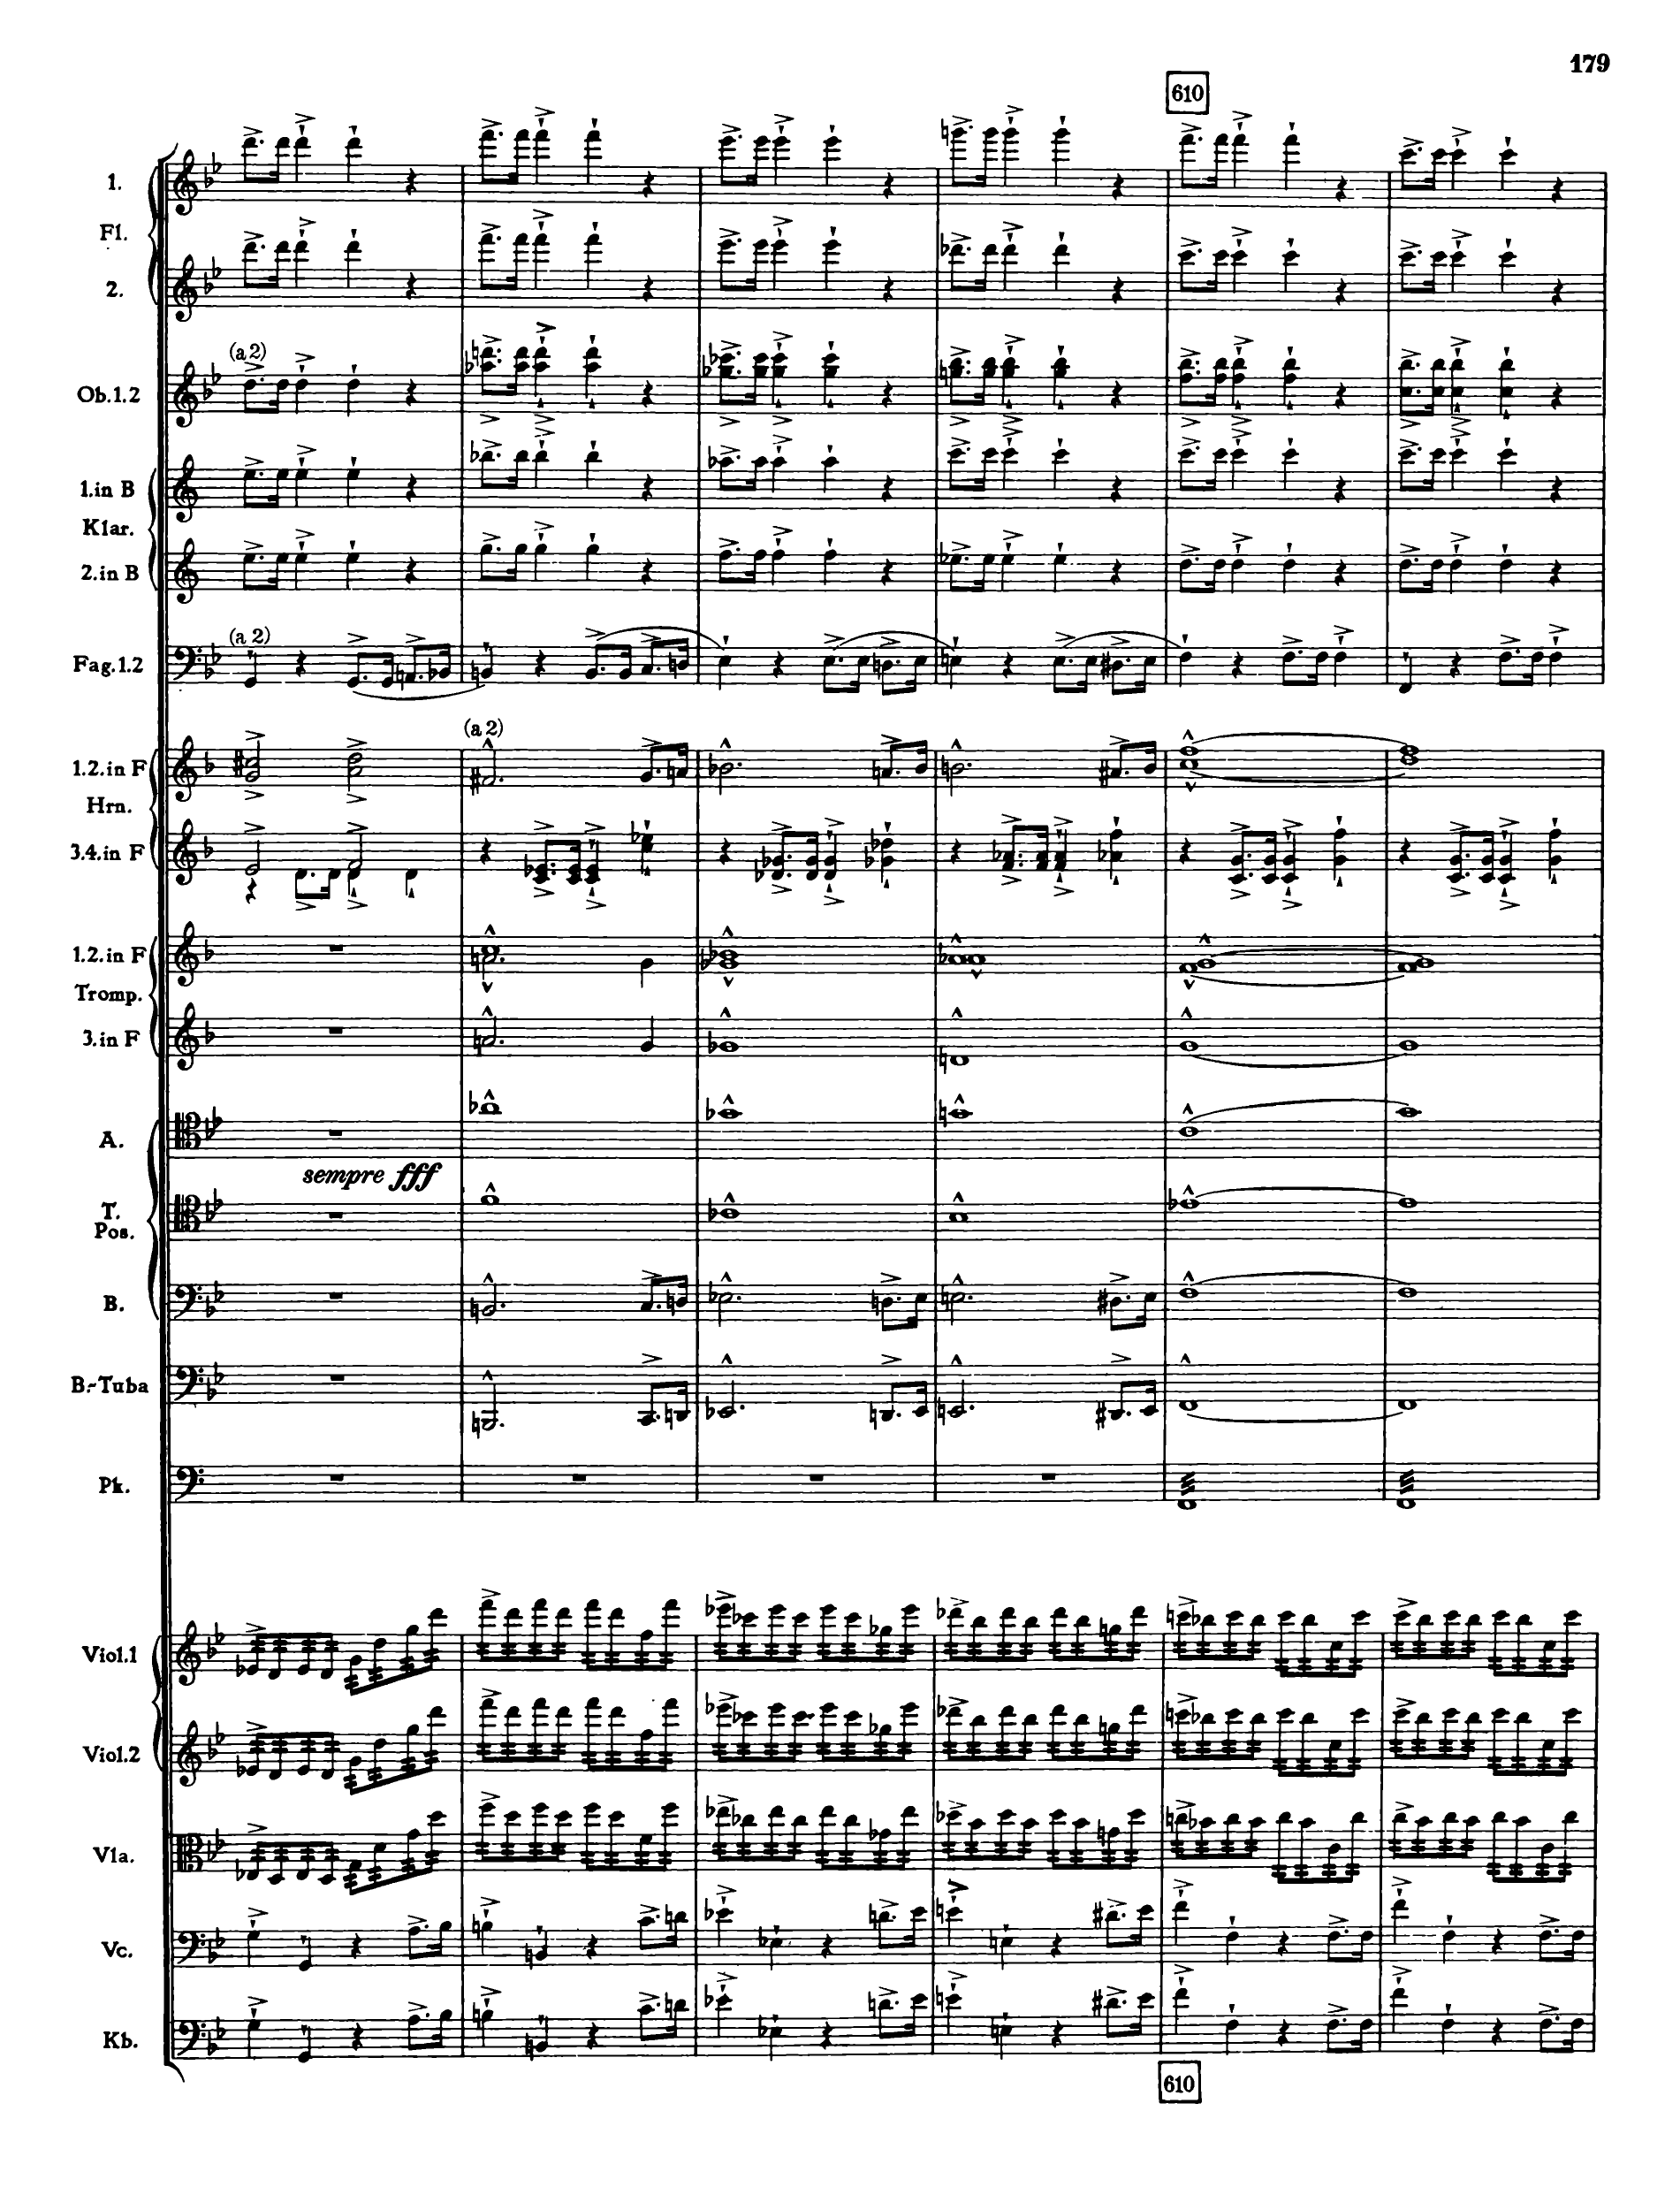 179
610
1.
Fl.
2.
(a 2)
Ob.1.2
1.in B
Klar.
2.in B
(a 2)
Fag.1.2
(a 2)
1.2.in F
Hrn.
3.4.in F
1.2.in F
Tromp.
3.in F
A.
sempre fff
T.
Pos.
B.
B.-Tuba
Pk.
Viol.1
Viol.2
Vla.
Vc.
Kb.
610